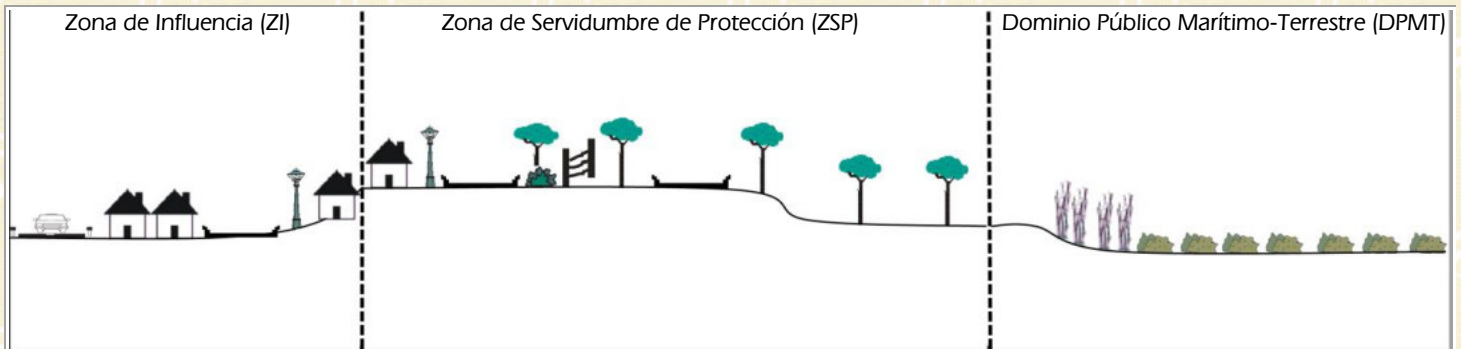 Zona de Influencia (ZI)
Zona de Servidumbre de Protección (ZSP)
Dominio Público Marítimo-Terrestre (DPMT)